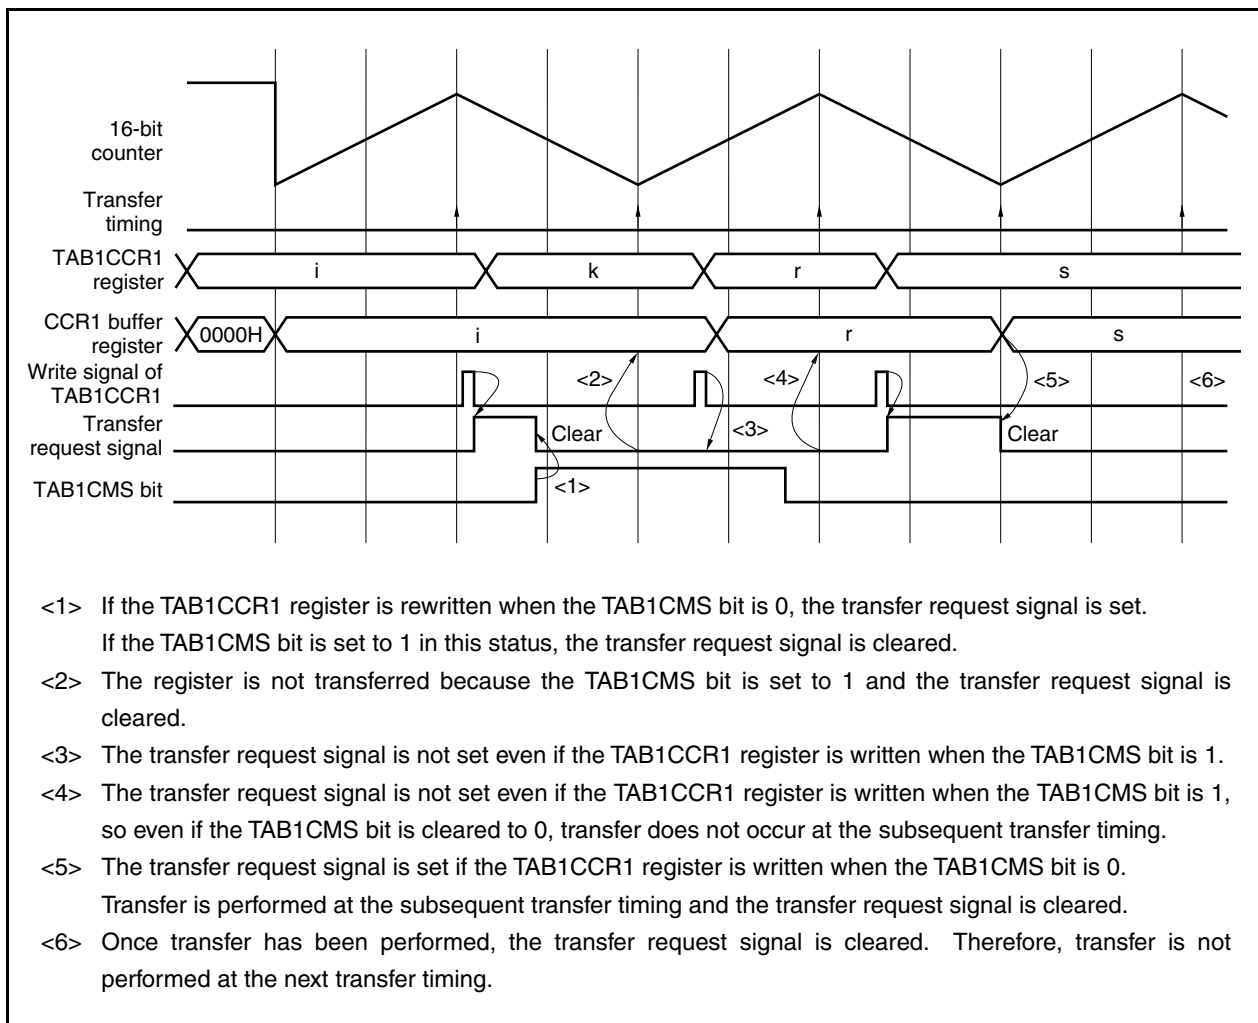 16-bit
counter
Transfer
timing
TAB1CCR1
register
i
k
r
s
CCR1 buffer
register
0000H
i
r
s
Write signal of
TAB1CCR1
<2>
<4>
<5>
<6>
Transfer
request signal
Clear
<3>
Clear
TAB1CMS bit
<1>
<1> If the TAB1CCR1 register is rewritten when the TAB1CMS bit is 0, the transfer request signal is set.
If the TAB1CMS bit is set to 1 in this status, the transfer request signal is cleared.
<2> The register is not transferred because the TAB1CMS bit is set to 1 and the transfer request signal is
cleared.
<3> The transfer request signal is not set even if the TAB1CCR1 register is written when the TAB1CMS bit is 1.
<4> The transfer request signal is not set even if the TAB1CCR1 register is written when the TAB1CMS bit is 1,
so even if the TAB1CMS bit is cleared to 0, transfer does not occur at the subsequent transfer timing.
<5> The transfer request signal is set if the TAB1CCR1 register is written when the TAB1CMS bit is 0.
Transfer is performed at the subsequent transfer timing and the transfer request signal is cleared.
<6> Once transfer has been performed, the transfer request signal is cleared. Therefore, transfer is not
performed at the next transfer timing.